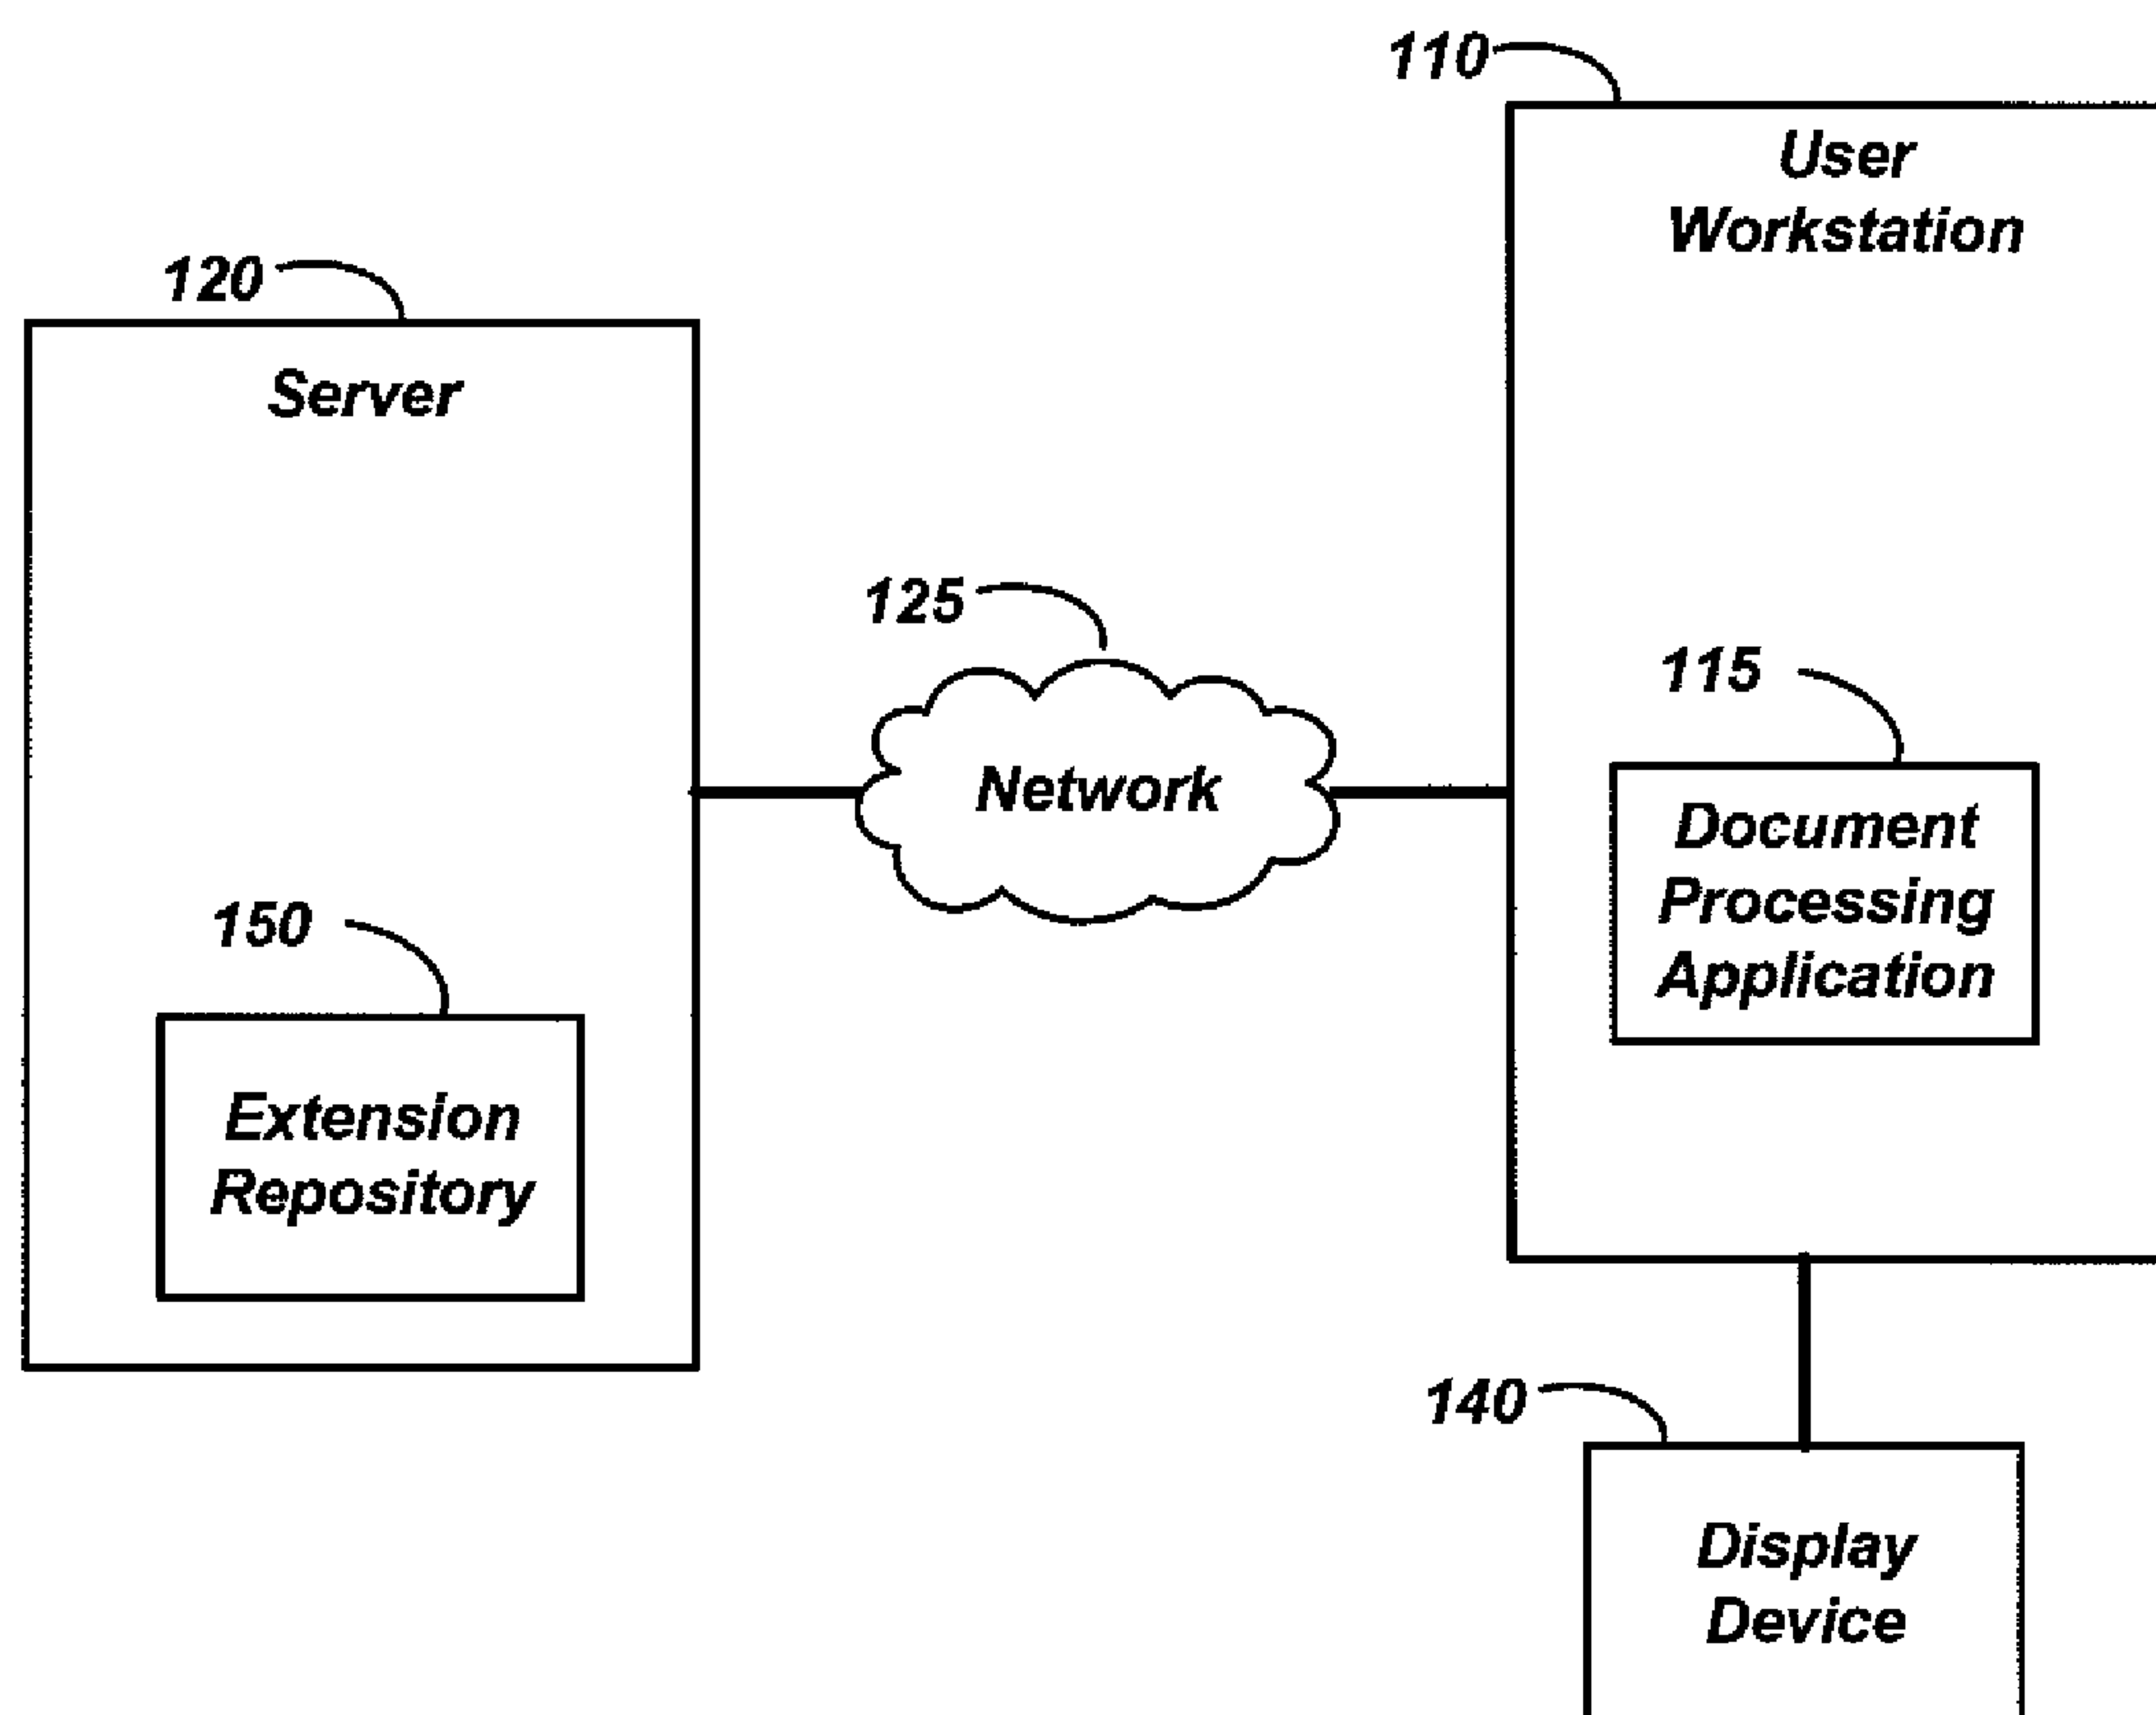 110
User
Workstation
120
Server
125
Network
115
Document
Processing
Application
150
Extension
Repository
140
Display
Device